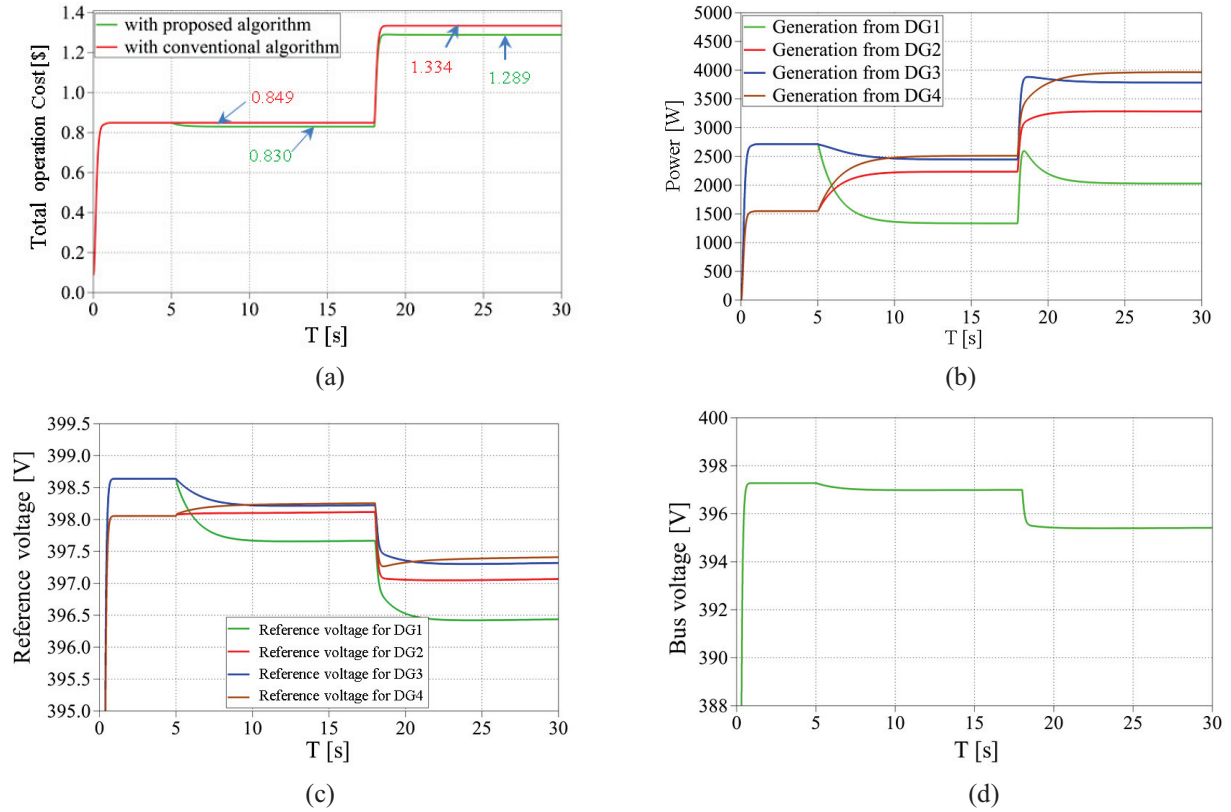 with proposed algorithm
with conventional algorithm
1.4
1.2
1.0
0.8
0.6
0.4
0.2
0.0
0.849
0.830
1.334
1.289
Total operation Cost[$]
0 5 10 15 20 25 30
T [s]
(a)
Generation from DG1
Generation from DG2
Generation from DG3
Generation from DG4
5000
4500
4000
3500
3000
2500
2000
1500
1000
500
0
Power [W]
0 5 10 15 20 25 30
T [s]
(b)
399.5
399.0
398.5
398.0
397.5
397.0
396.5
396.0
395.5
395.0
Reference voltage [V]
Reference voltage for DG1
Reference voltage for DG2
Reference voltage for DG3
Reference voltage for DG4
0 5 10 15 20 25 30
T [s]
(c)
400
398
396
394
392
390
388
Bus voltage [V]
0 5 10 15 20 25 30
T [s]
(d)